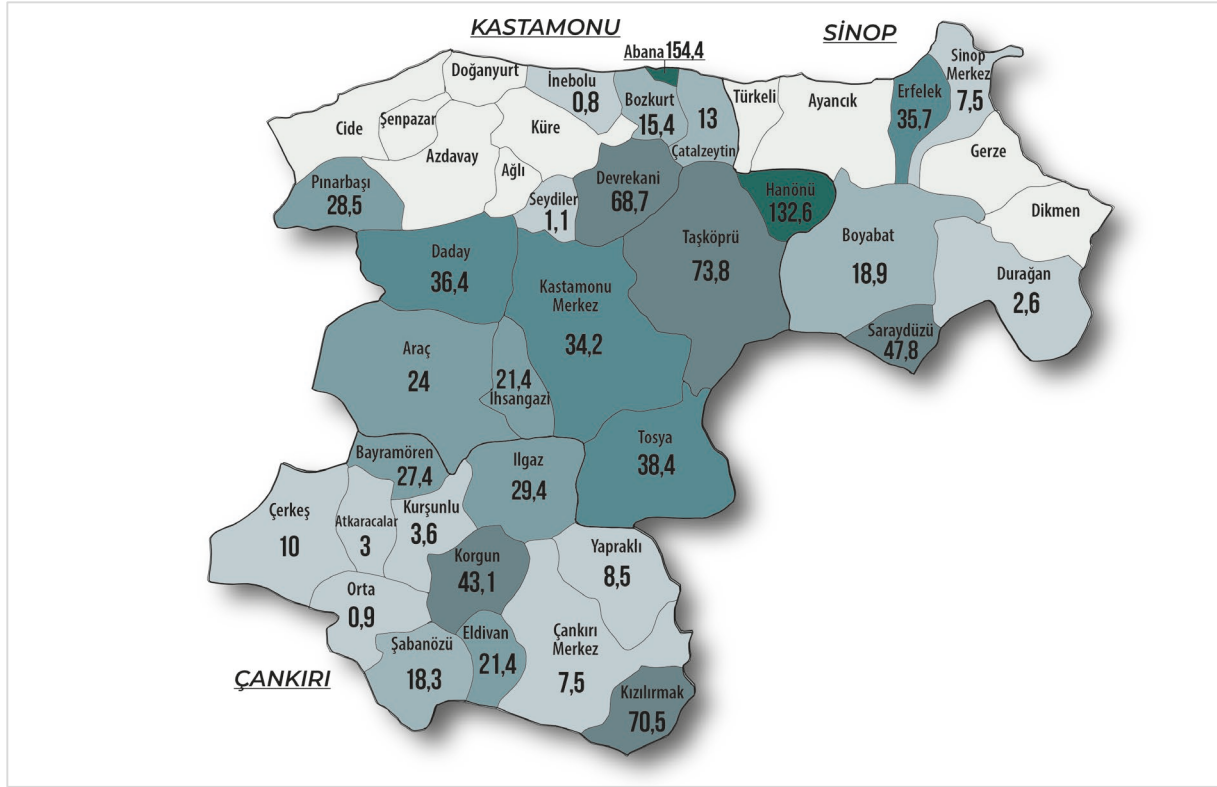 KASTAMONU
SİNOP
ÇANKIRI
Abana 154,4
Doğanyurt
İnebolu
0,8
Bozkurt
15,4
13
Çatalzeytin
Türkeli
Ayancık
Erfelek
35,7
Sinop
Merkez
7,5
Gerze
Dikmen
Cide
Şenpazar
Azdavay
Küre
Ağlı
Pınarbaşı
28,5
Seydiler
1,1
Devrekani
68,7
Hanönü
132,6
Taşköprü
73,8
Boyabat
18,9
Durağan
2,6
Saraydüzü
47,8
Daday
36,4
Kastamonu
Merkez
34,2
Araç
24
21,4
İhsangazi
Tosya
38,4
Bayramören
27,4
Ilgaz
29,4
Çerkeş
10
Atkaracalar
3
Kurşunlu
3,6
Korgun
43,1
Yapraklı
8,5
Orta
0,9
Şabanözü
18,3
Eldivan
21,4
Çankırı
Merkez
7,5
Kızılırmak
70,5